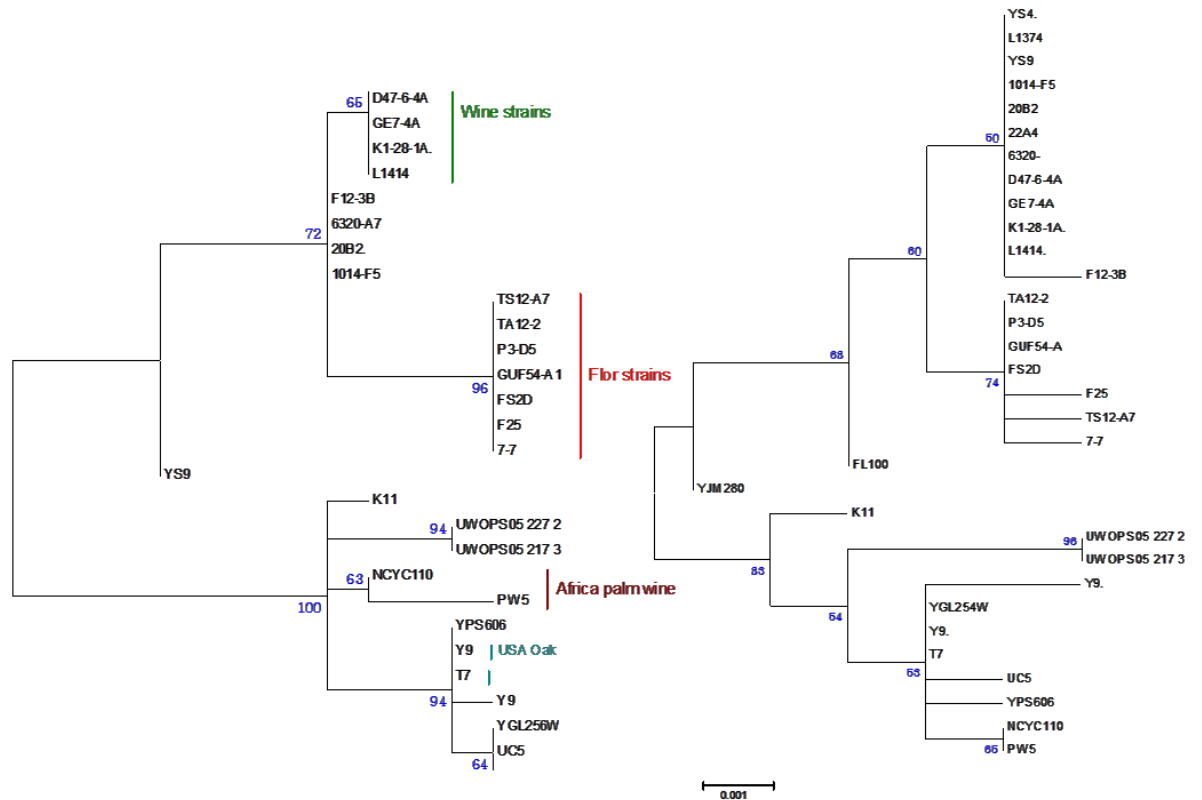 65
D47-6-4A
GE7-4A
K1-28-1A.
L1414
Wine strains
72
F12-3B
6320-A7
20B2.
1014-F5
TS12-A7
TA12-2
P3-D5
GUF54-A1
FS2D
F25
7-7
96
Flor strains
YS9
K11
94
UWOPS05 227 2
UWOPS05 217 3
63
NCYC110
PW5
Africa palmwine
100
YPS606
Y9
USA Oak
T7
94
Y9
YGL256W
UC5
64
YS4.
L1374
YS9
1014-F5
20B2
22A4
50
6320-
D47-6-4A
GE7-4A
K1-28-1A.
L1414.
60
F12-3B
TA12-2
P3-D5
GUF54-A
FS2D
74
F25
TS12-A7
7-7
68
FL100
YJM280
K11
83
96
UWOPS05 227 2
UWOPS05 217 3
54
Y9.
YGL254W
Y9.
T7
53
UC5
YPS606
NCYC110
65
PW5
0.001